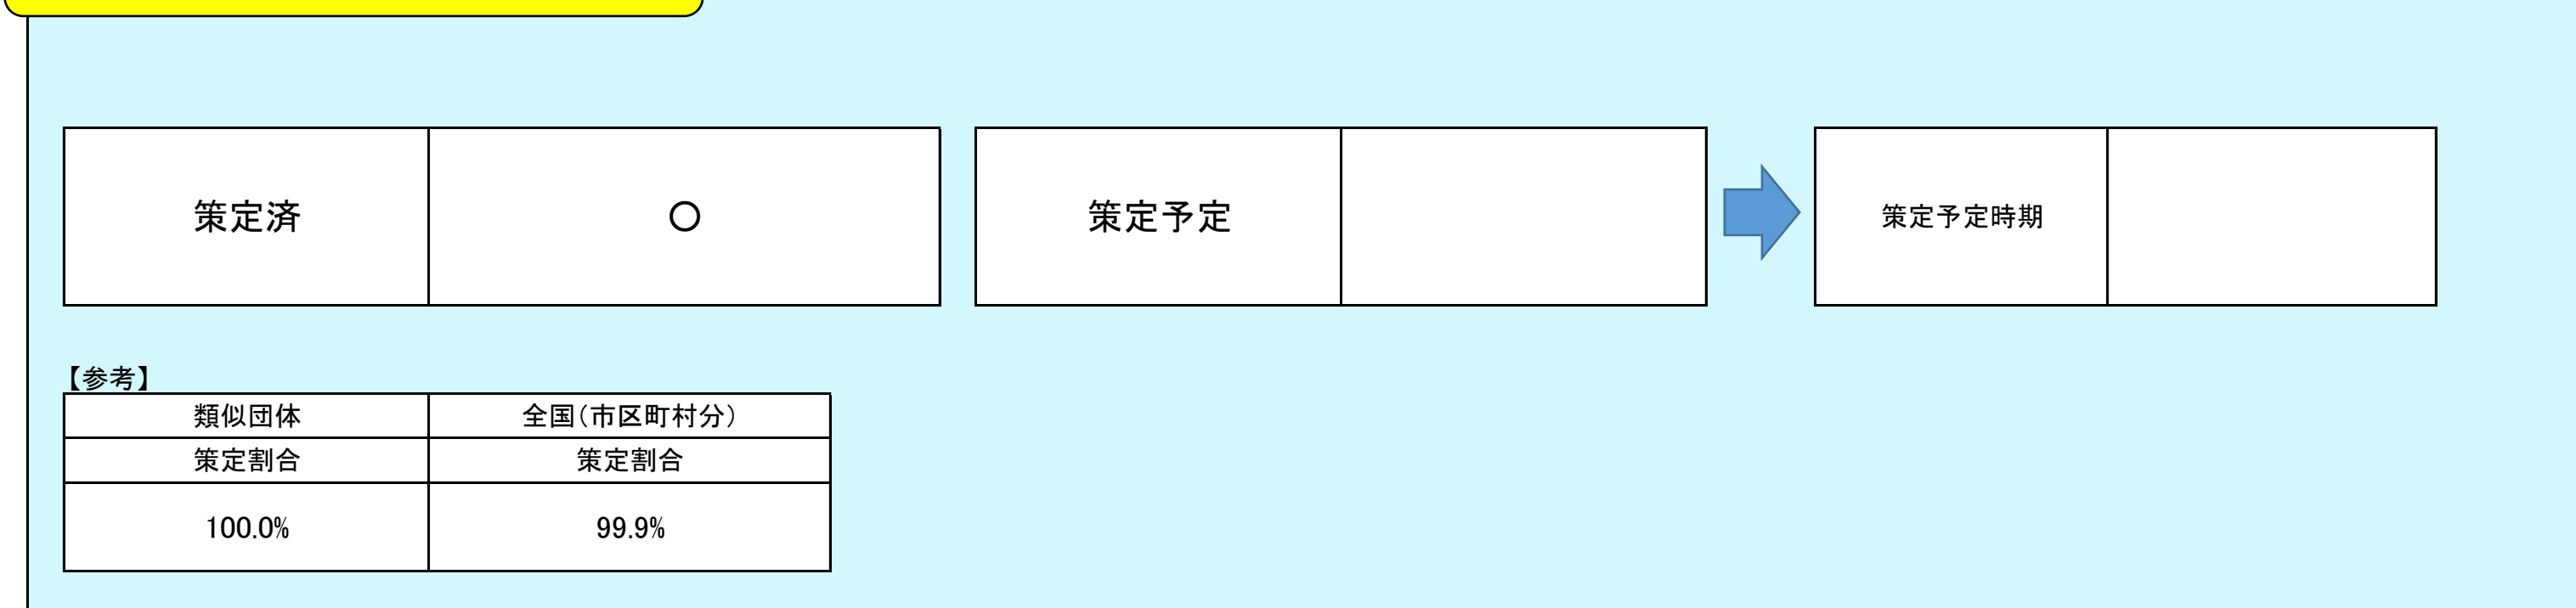 策定済 ○ 策定予定 策定予定時期
【参考】
類似団体 全国(市区町村分)
策定割合 策定割合
100.0% 99.9%